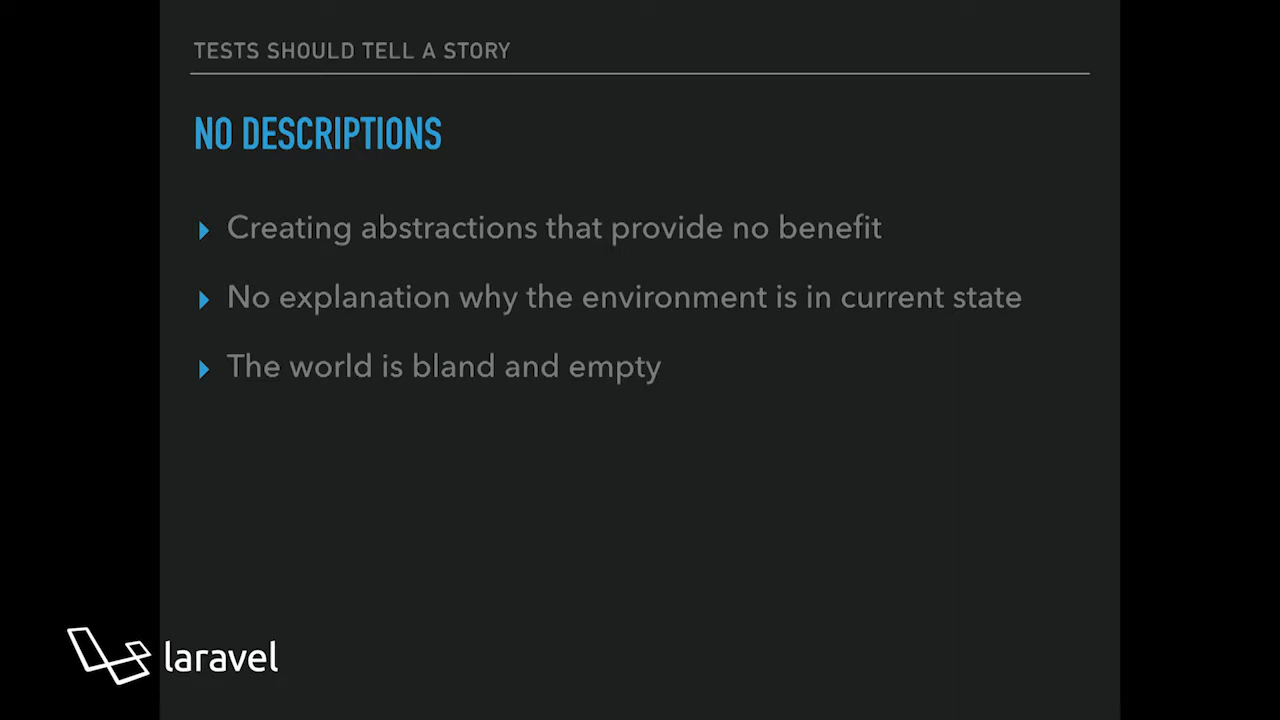 TESTS SHOULD TELL A STORY
NO DESCRIPTIONS
Creating abstractions that provide no benefit
No explanation why the environment is in current state
The world is bland and empty
laravel